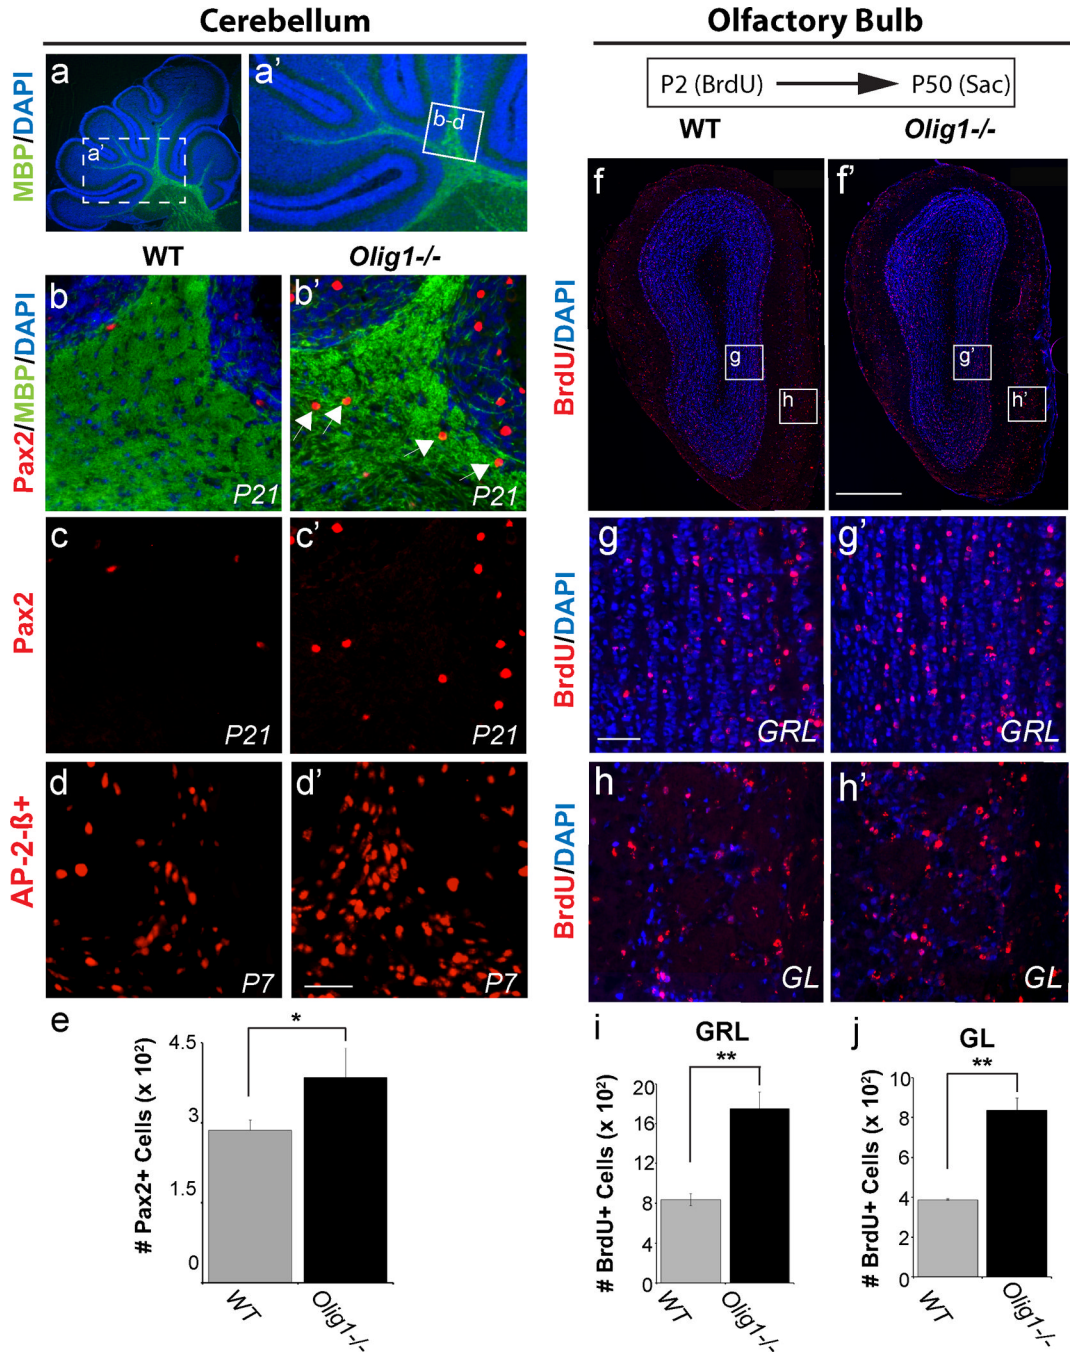 Cerebellum
Olfactory Bulb
P2 (BrdU) P50 (Sac)
MBP/DAPI
a
a'
a'
b-d
WT
Olig1-/-
WT
Olig1-/-
Pax2/MBP/DAPI
b
P21
b'
P21
Pax2
c
P21
c'
P21
AP-2-ß+
d
P7
d'
P7
BrdU/DAPI
f
g
h
f'
g'
h'
BrdU/DAPI
g
GRL
g'
GRL
BrdU/DAPI
h
GL
h'
GL
e
# Pax2+ Cells (x 10²)
4.5
3
1.5
0
*
WT
Olig1-/-
i
GRL
# BrdU+ Cells (x 10²)
20
16
12
8
4
0
**
WT
Olig1-/-
j
GL
# BrdU+ Cells (x 10²)
10
8
6
4
2
0
**
WT
Olig1-/-